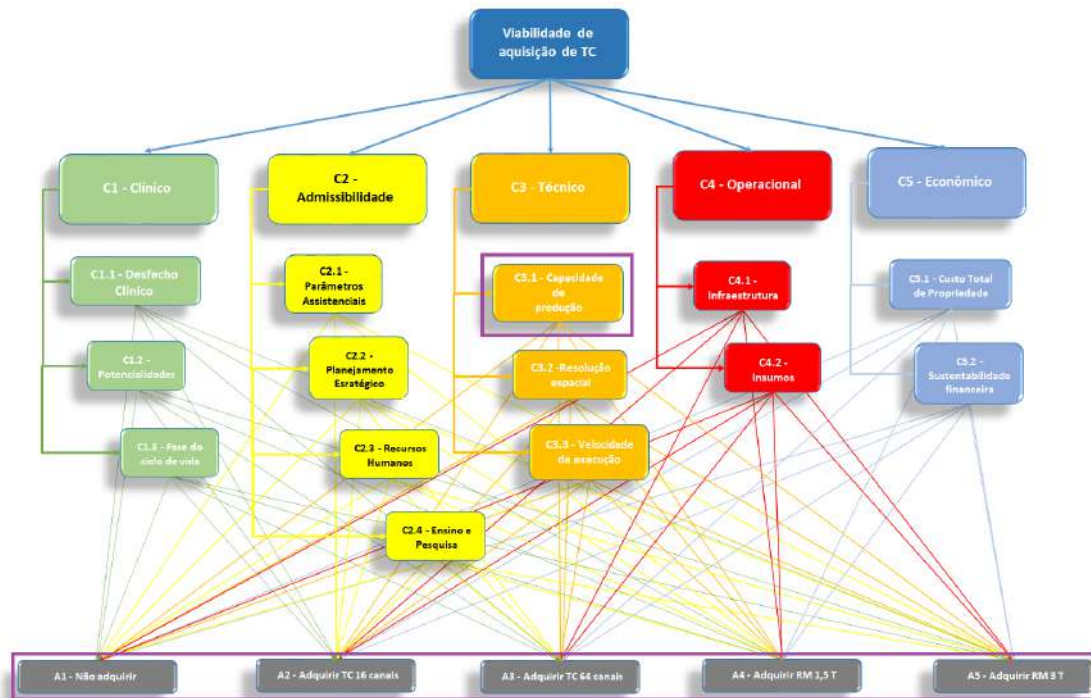 Viabilidade de
aquisição de TC
C1 - Clínico
C2 -
Admissibilidade
C3 - Técnico
C4 - Operacional
C5 - Econômico
C1.1 - Desfecho
Clínico
C2.1 -
Parâmetros
Assistenciais
C3.1 - Capacidade
de
produção
C4.1 -
Infraestrutura
C5.1 - Custo Total
de Propriedade
C1.2 -
Potencialidades
C2.2 -
Planejamento
Esratégico
C3.2 -Resolução
espacial
C4.2 -
Insumos
C5.2 -
Sustentabilidade
financeira
C1.3 - Fase do
ciclo de vida
C2.3 - Recursos
Humanos
C3.3 - Velocidade
de execução
C2.4 - Ensino e
Pesquisa
A1 - Não adquirir
A2 - Adquirir TC 16 canais
A3 - Adquirir TC 64 canais
A4 - Adquirir RM 1,5 T
A5 - Adquirir RM 3 T